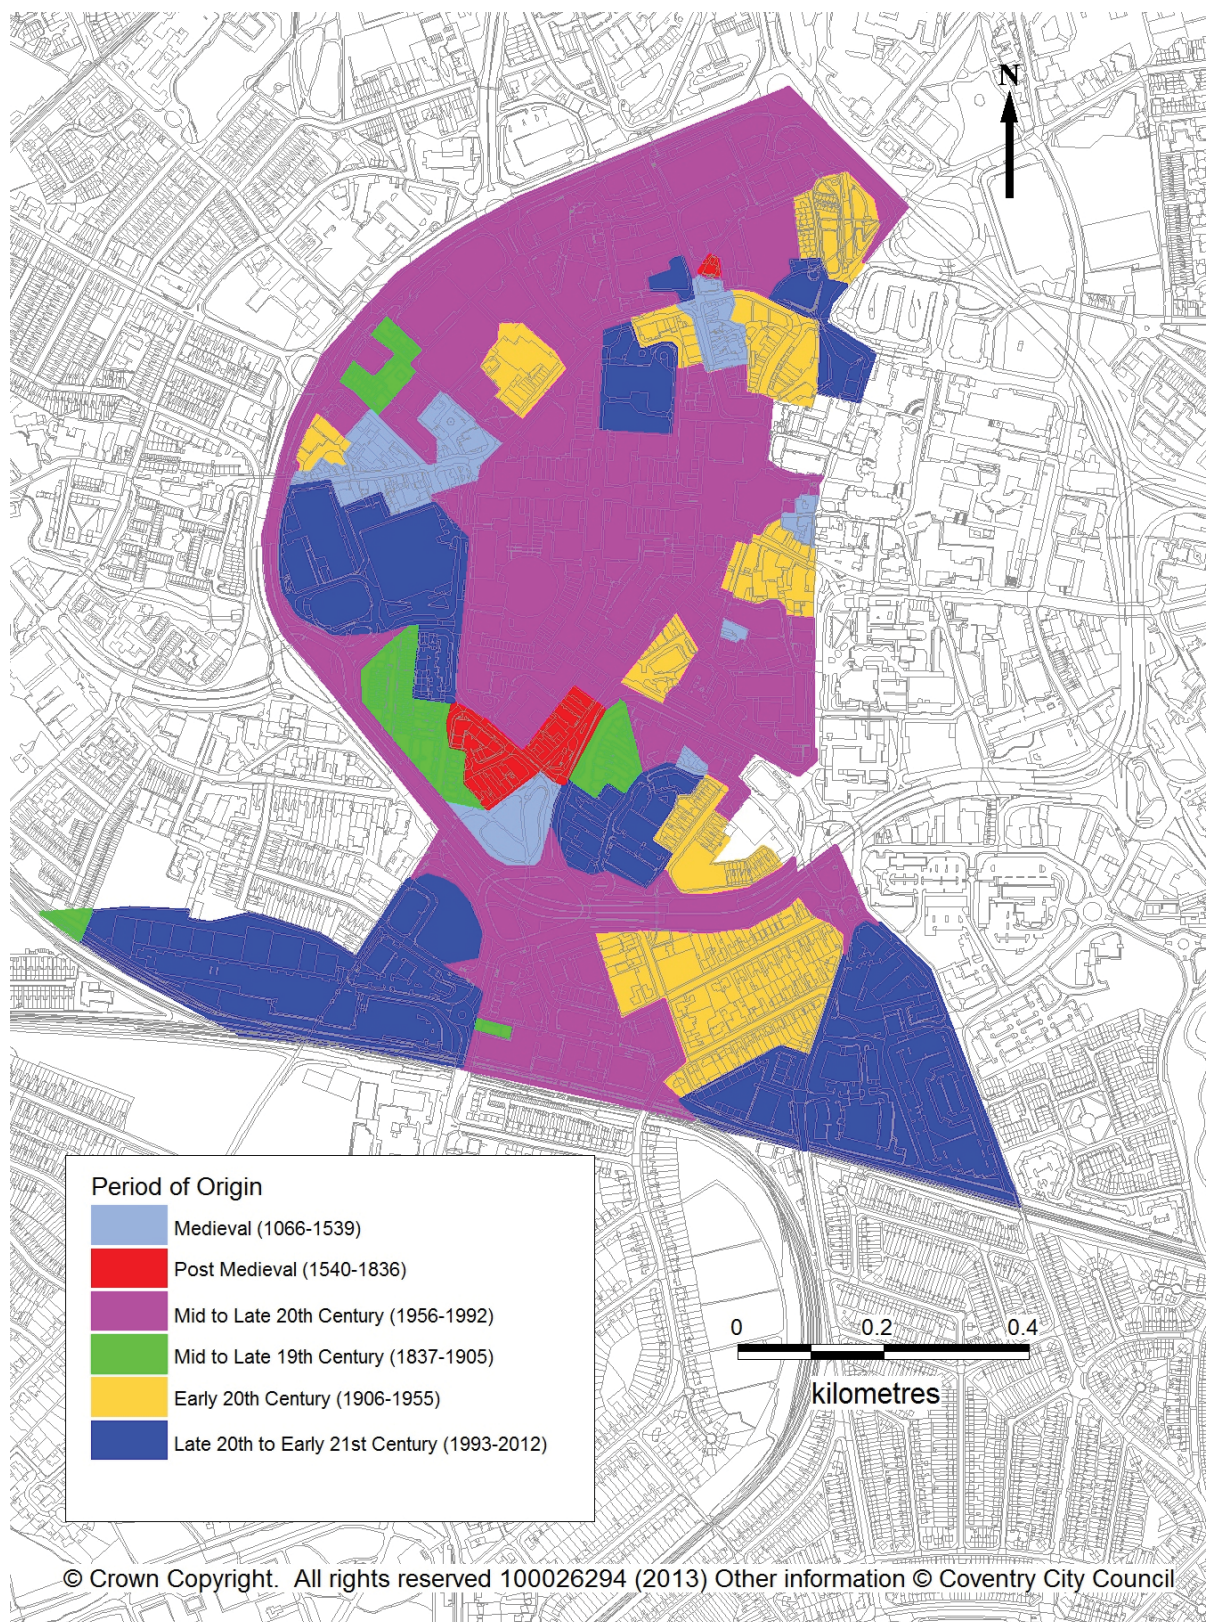 N
Period of Origin
Medieval (1066-1539)
Post Medieval (1540-1836)
Mid to Late 20th Century (1956-1992)
Mid to Late 19th Century (1837-1905)
Early 20th Century (1906-1955)
Late 20th to Early 21st Century (1993-2012)
0 0.2 0.4
kilometres
© Crown Copyright. All rights reserved 100026294 (2013) Other information © Coventry City Council